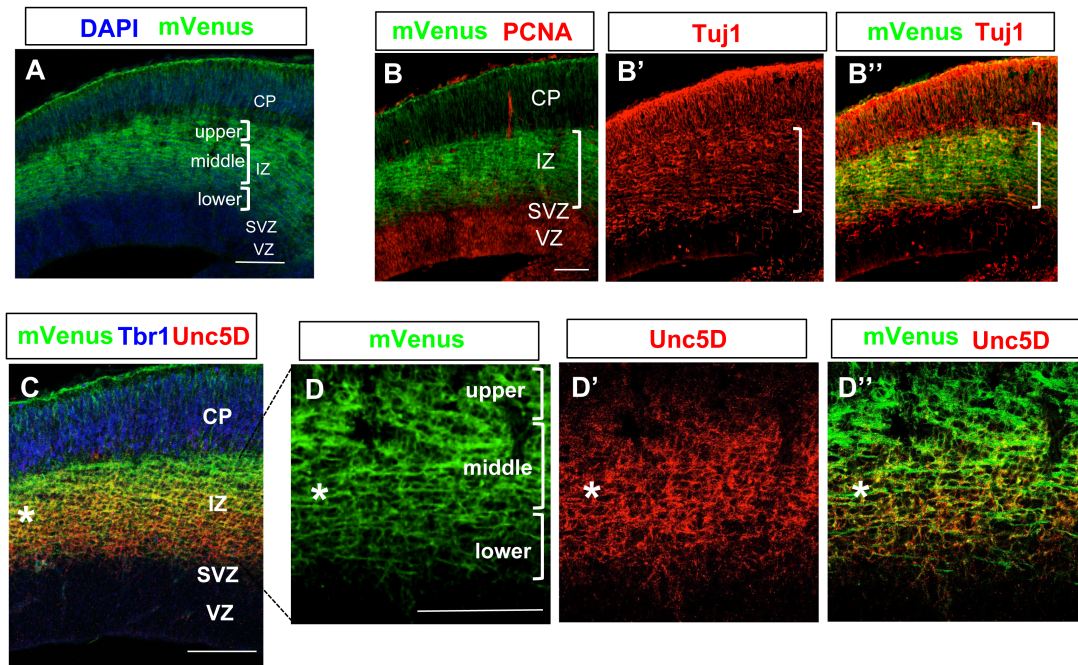 DAPI mVenus
A
CP
upper
middle
IZ
lower
SVZ
VZ
mVenus PCNA
B
CP
IZ
SVZ
VZ
Tuj1
B’
mVenus Tuj1
B’’
mVenus Tbr1 Unc5D
C
CP
*
IZ
SVZ
VZ
mVenus
D
upper
middle
*
lower
Unc5D
D’
*
mVenus Unc5D
D’’
*